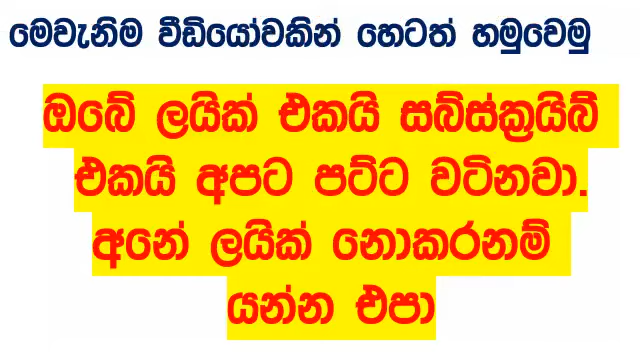 මෙවැනිම වීඩියෝවකින් හෙටත් හමුවෙමු
ඔබේ ලයික් එකයි සබ්ස්ක්‍රයිබ්
එකයි අපට පට්ට වටිනවා.
අනේ ලයික් නොකරනම්
යන්න එපා